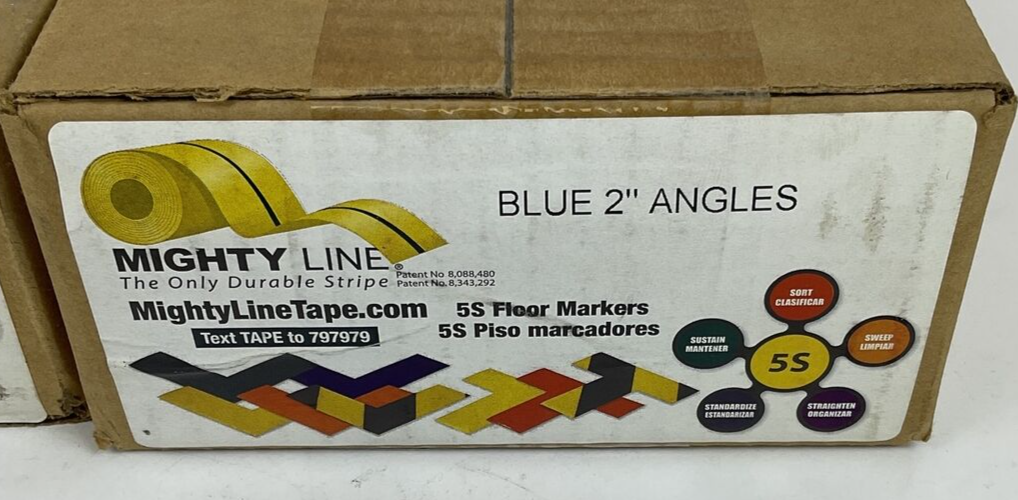 BLUE 2" ANGLES
MIGHTY LINE®
The Only Durable Stripe
Patent No 8,088,480
Patent No. 8,343,292
MightyLineTape.com
Text TAPE to 797979
5S Floor Markers
5S Piso marcadores
SORT
CLASIFICAR
SUSTAIN
MANTENER
SWEEP
LIMPIAR
5S
STANDARDIZE
ESTANDARIZAR
STRAIGHTEN
ORGANIZAR